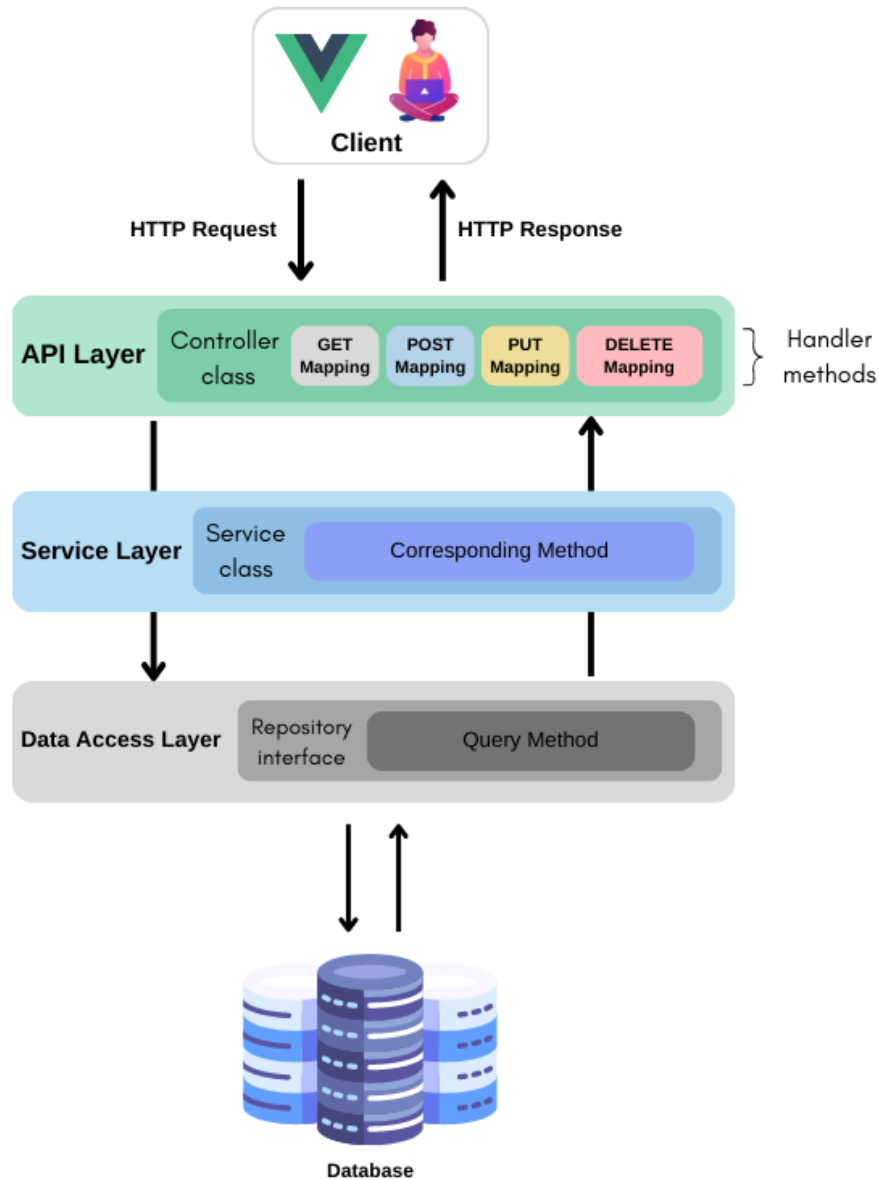 Client
HTTP Request
HTTP Response
API Layer
Controller
class
GET
Mapping
POST
Mapping
PUT
Mapping
DELETE
Mapping
Handler
methods
Service Layer
Service
class
Corresponding Method
Data Access Layer
Repository
interface
Query Method
Database